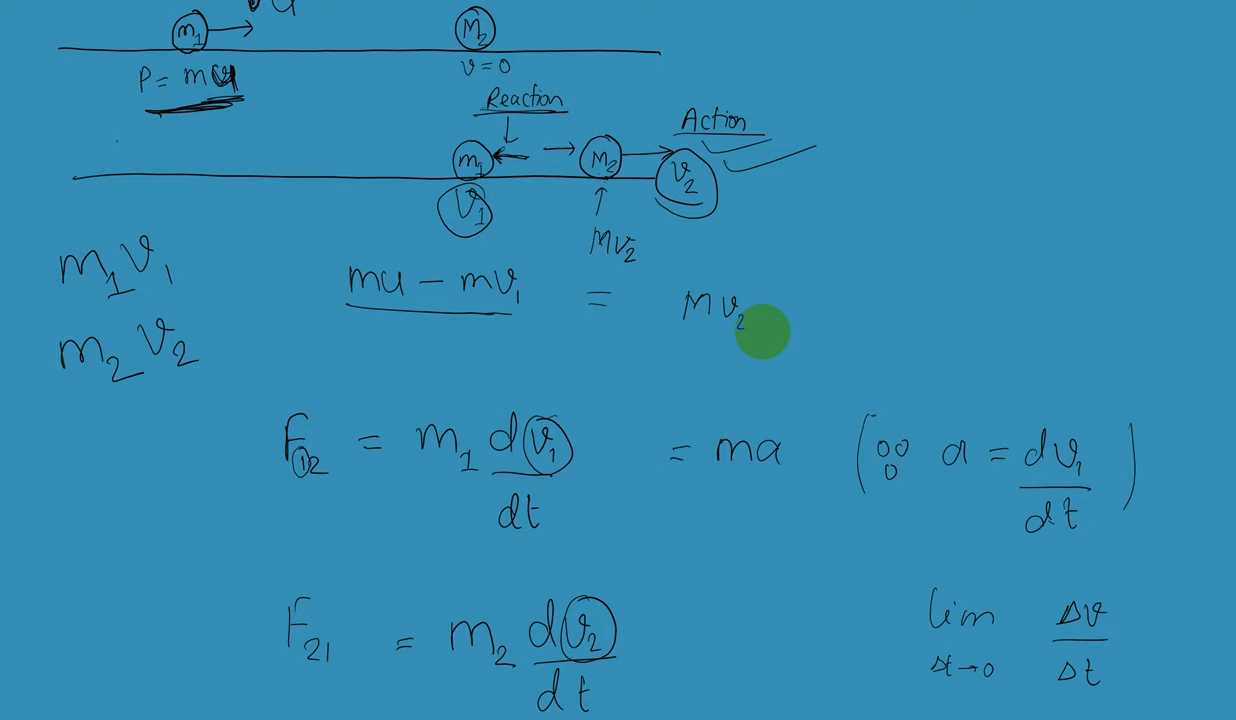 u
m₁ M₂
P = mu v = 0
Reaction Action
m₁ M₂ v₂
v₁ Mv₂
m₁v₁ mu − mv₁ = Mv₂
m₂v₂
F₁₂ = m₁ dv₁/dt = ma (∵ a = dv₁/dt)
F₂₁ = m₂ dv₂/dt lim Δt→0 Δv/Δt